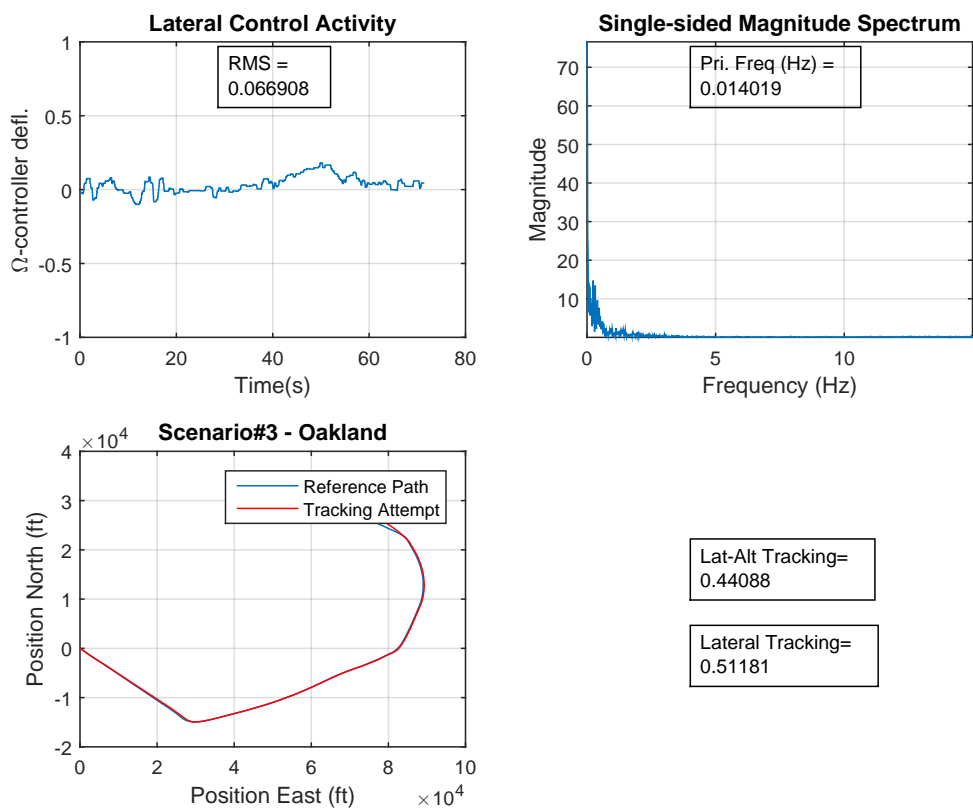 Lateral Control Activity
RMS =
0.066908
1
0.5
0
-0.5
-1
Ω-controller defl.
0
20
40
60
80
Time(s)
Single-sided Magnitude Spectrum
Pri. Freq (Hz) =
0.014019
70
60
50
40
30
20
10
Magnitude
0
5
10
Frequency (Hz)
Scenario#3 - Oakland
×10⁴
Reference Path
Tracking Attempt
4
3
2
1
0
-1
-2
Position North (ft)
0
2
4
6
8
10
Position East (ft)
×10⁴
Lat-Alt Tracking=
0.44088
Lateral Tracking=
0.51181